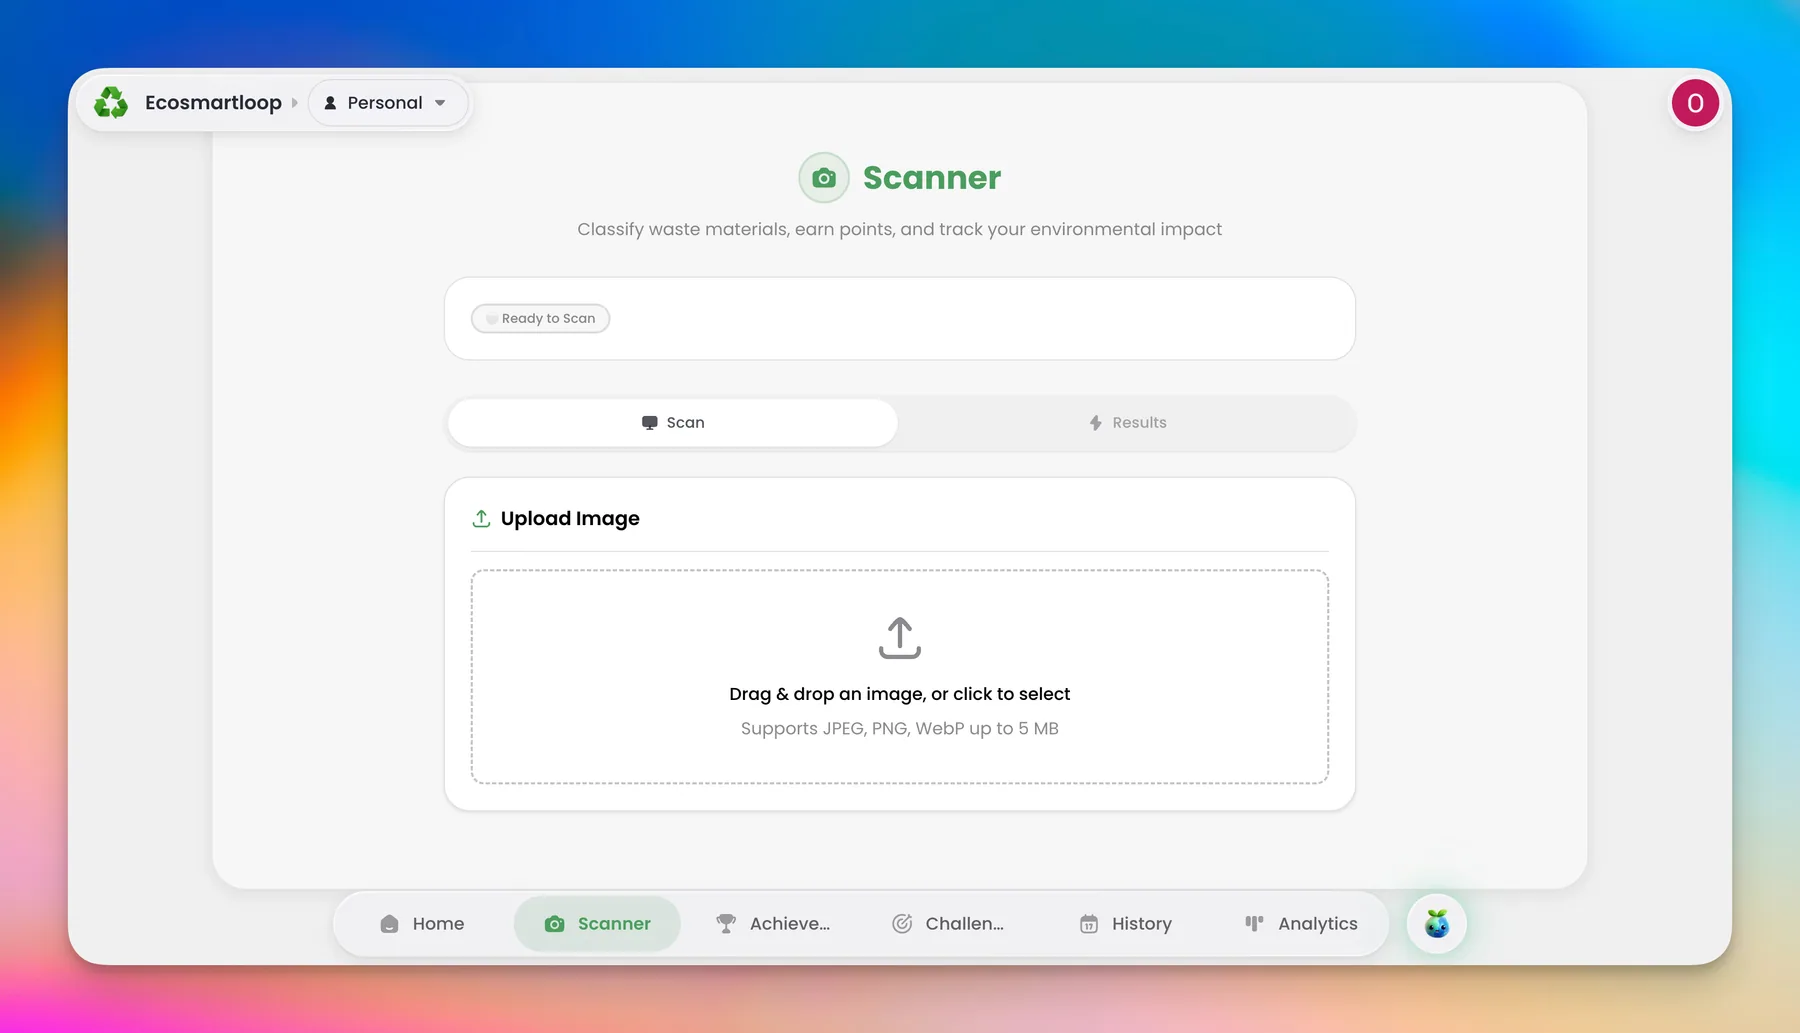 Ecosmartloop
Personal
O
Scanner
Classify waste materials, earn points, and track your environmental impact
Ready to Scan
Scan
Results
Upload Image
Drag & drop an image, or click to select
Supports JPEG, PNG, WebP up to 5 MB
Home
Scanner
Achieve...
Challen...
17
History
Analytics